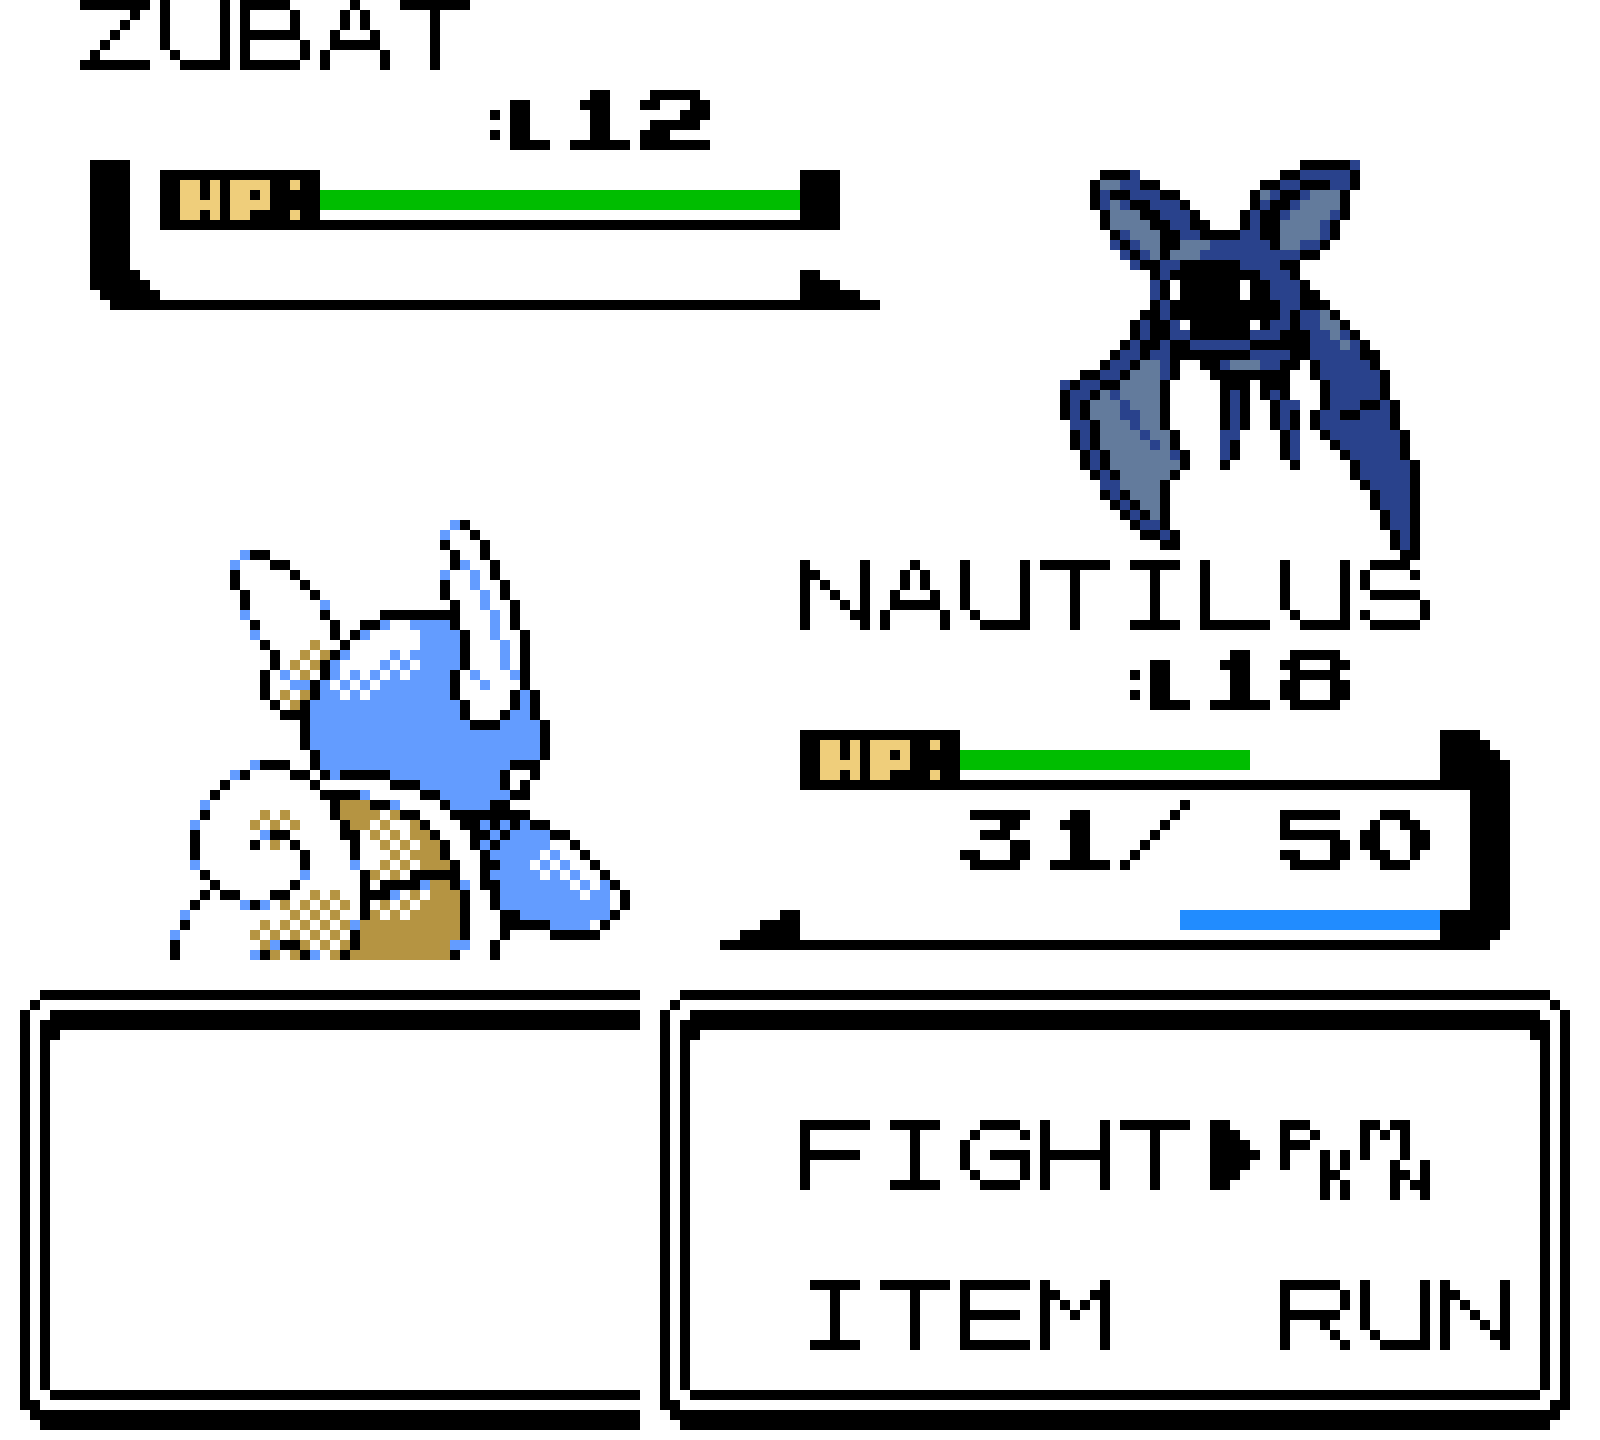 ZUBAT
:L12
HP:
NAUTILUS
:L18
HP:
31/ 50
FIGHT ▶PKMN
ITEM RUN